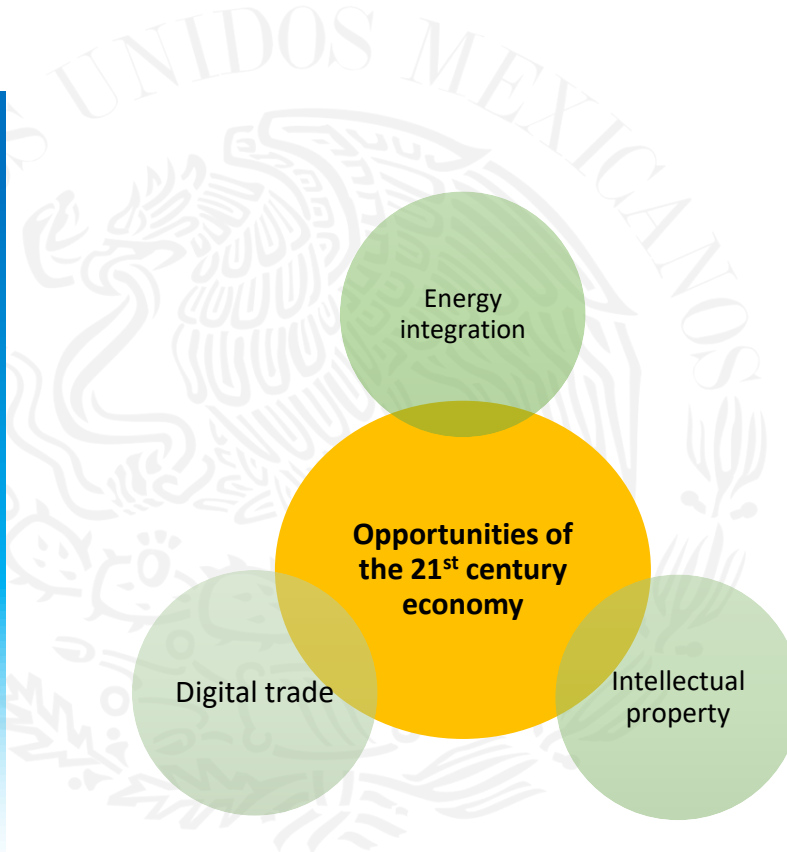 UNIDOS MEXICANOS
Energy
integration
Opportunities of
the 21st century
economy
Digital trade
Intellectual
property